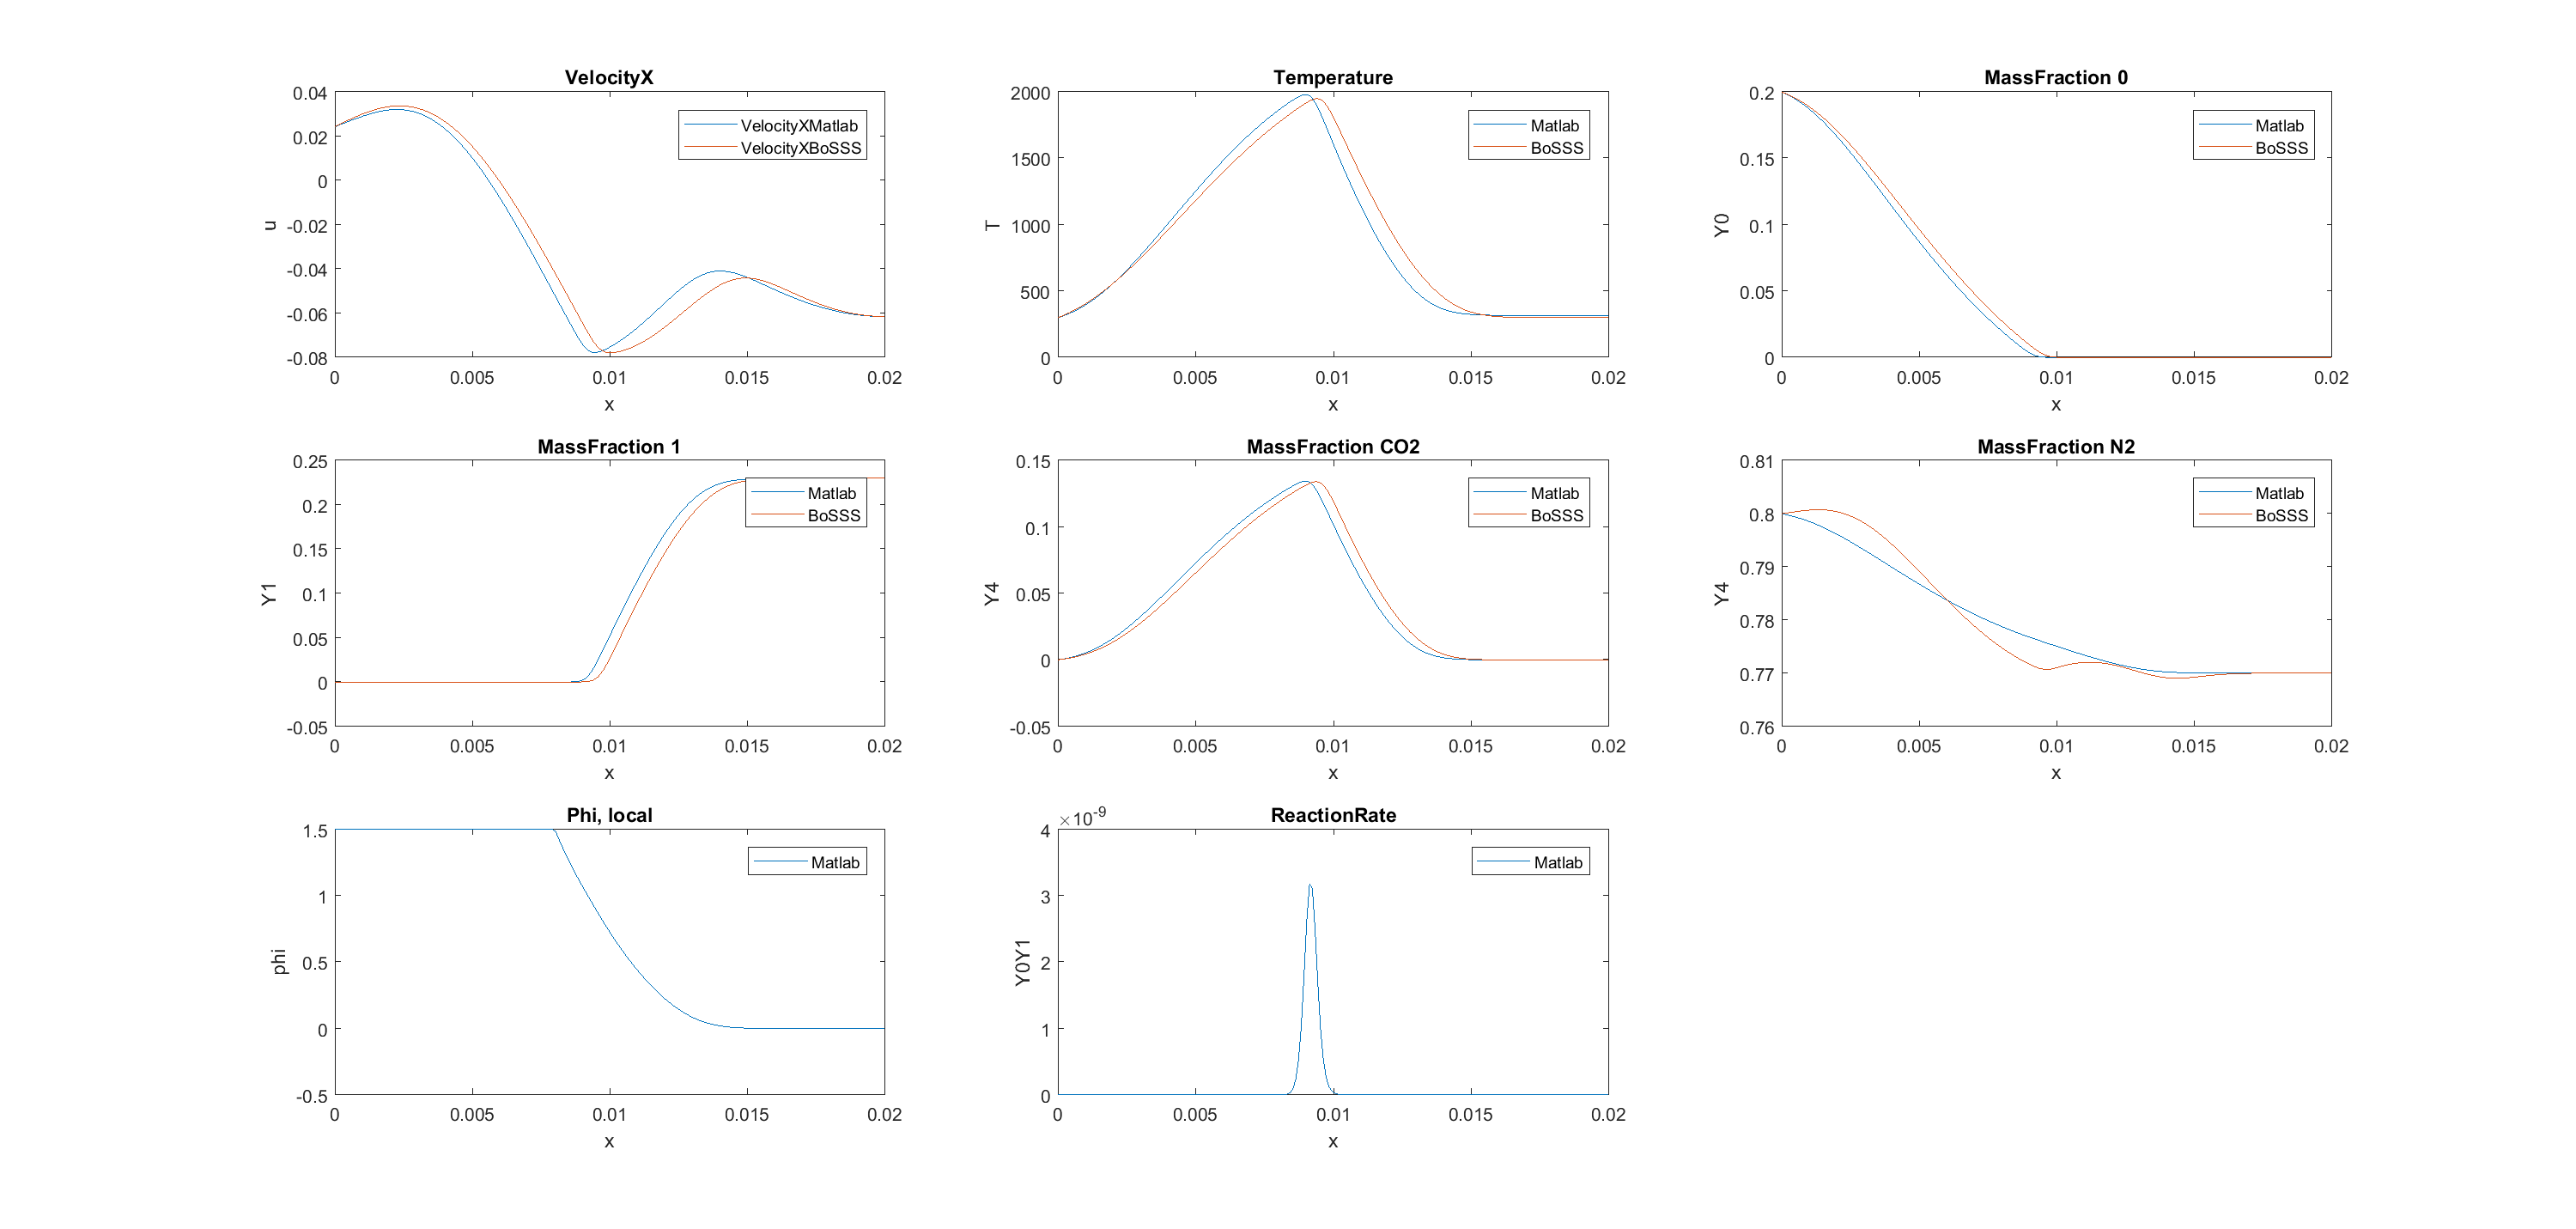 VelocityX
0.04
0.02
0
-0.02
-0.04
-0.06
-0.08
u
VelocityXMatlab
VelocityXBoSSS
0 0.005 0.01 0.015 0.02
x
Temperature
2000
1500
1000
500
0
T
Matlab
BoSSS
0 0.005 0.01 0.015 0.02
x
MassFraction 0
0.2
0.15
0.1
0.05
0
Y0
Matlab
BoSSS
0 0.005 0.01 0.015 0.02
x
MassFraction 1
0.25
0.2
0.15
0.1
0.05
0
-0.05
Y1
Matlab
BoSSS
0 0.005 0.01 0.015 0.02
x
MassFraction CO2
0.15
0.1
0.05
0
-0.05
Y4
Matlab
BoSSS
0 0.005 0.01 0.015 0.02
x
MassFraction N2
0.81
0.8
0.79
0.78
0.77
0.76
Y4
Matlab
BoSSS
0 0.005 0.01 0.015 0.02
x
Phi, local
1.5
1
0.5
0
-0.5
phi
Matlab
0 0.005 0.01 0.015 0.02
x
ReactionRate
×10-9
4
3
2
1
0
Y0Y1
Matlab
0 0.005 0.01 0.015 0.02
x